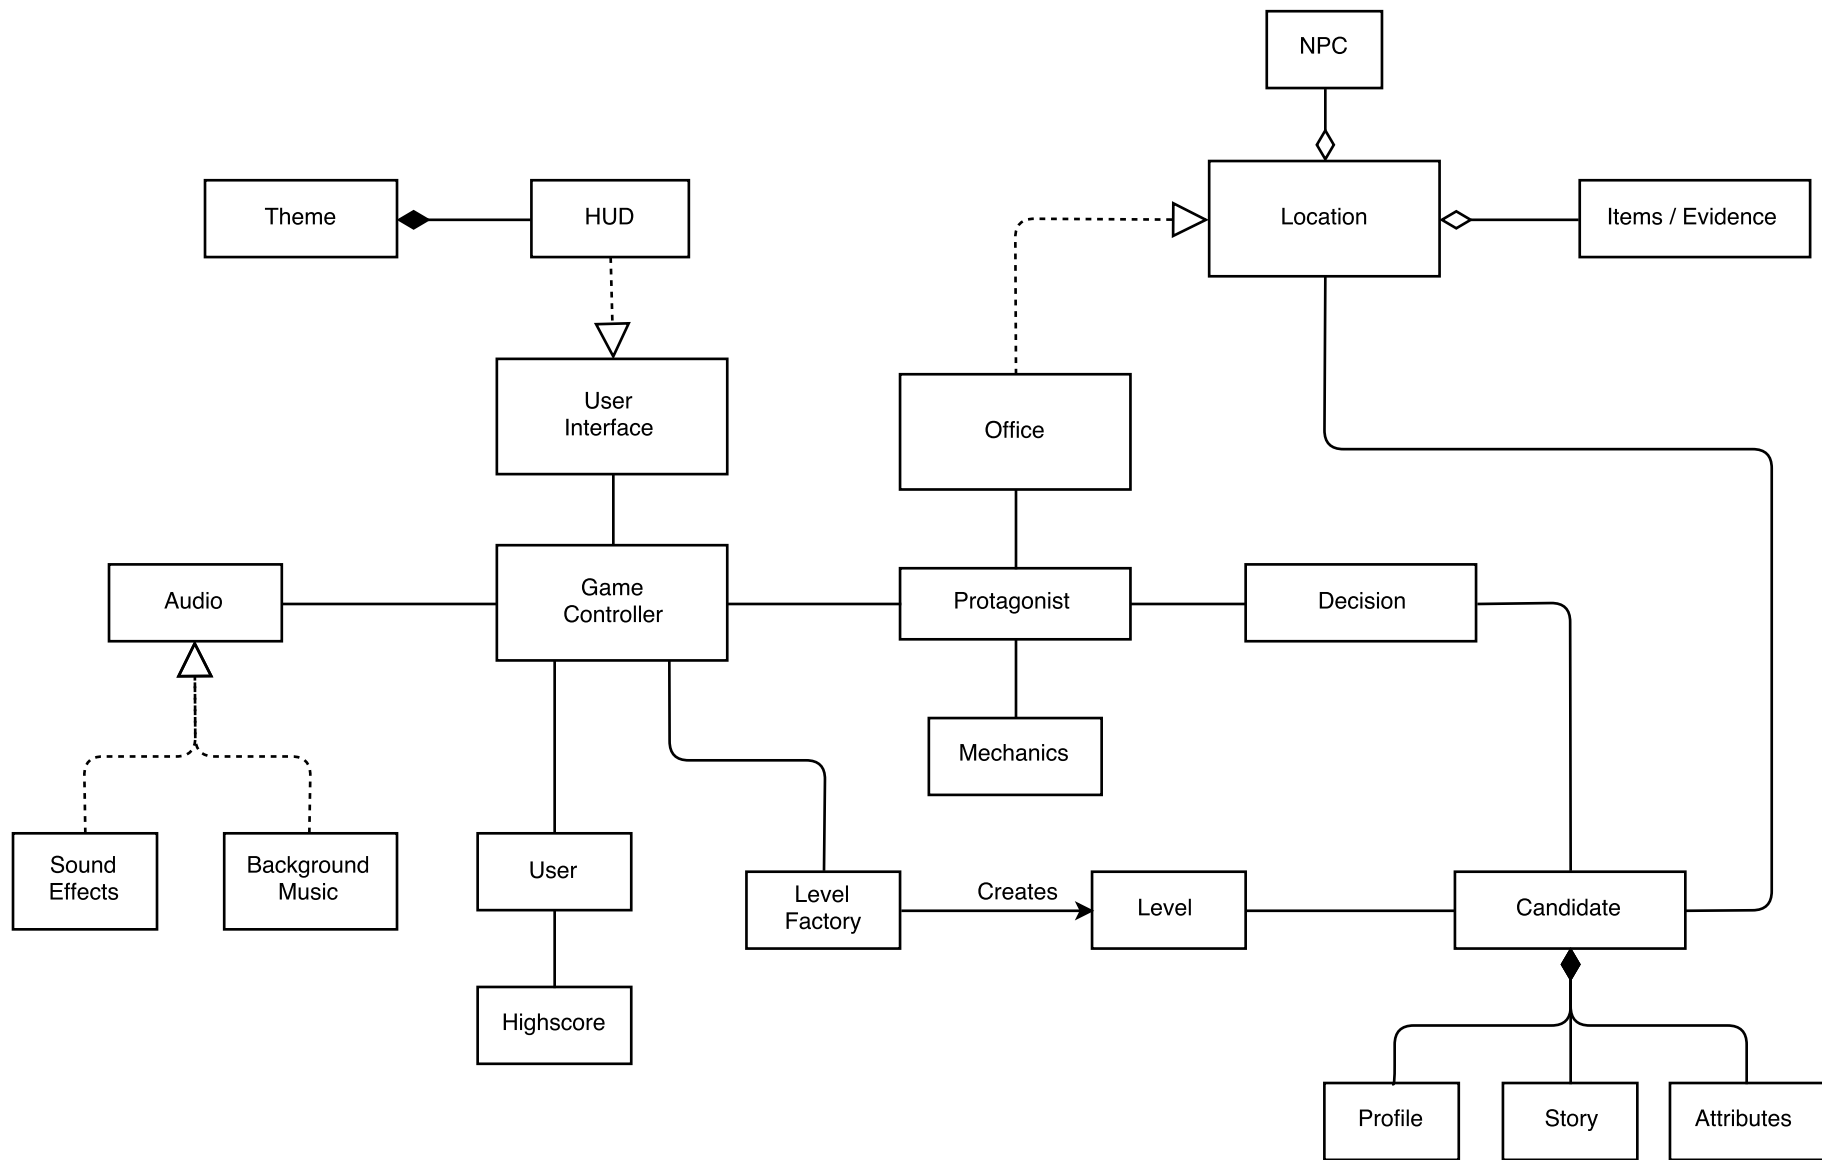 NPC
Theme
HUD
Location
Items / Evidence
User
Interface
Office
Audio
Game
Controller
Protagonist
Decision
Mechanics
Sound
Effects
Background
Music
User
Level
Factory
Creates
Level
Candidate
Highscore
Profile
Story
Attributes